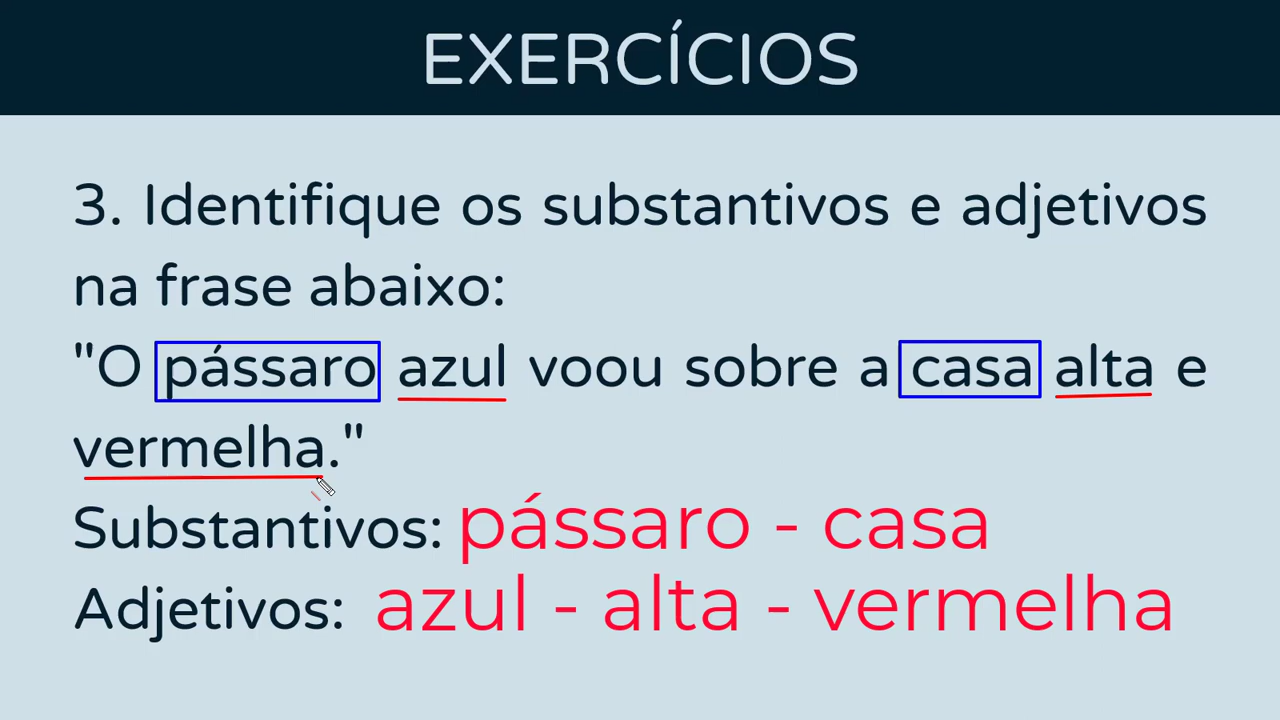 EXERCÍCIOS
3. Identifique os substantivos e adjetivos
na frase abaixo:
"O pássaro azul voou sobre a casa alta e
vermelha."
Substantivos: pássaro - casa
Adjetivos: azul - alta - vermelha